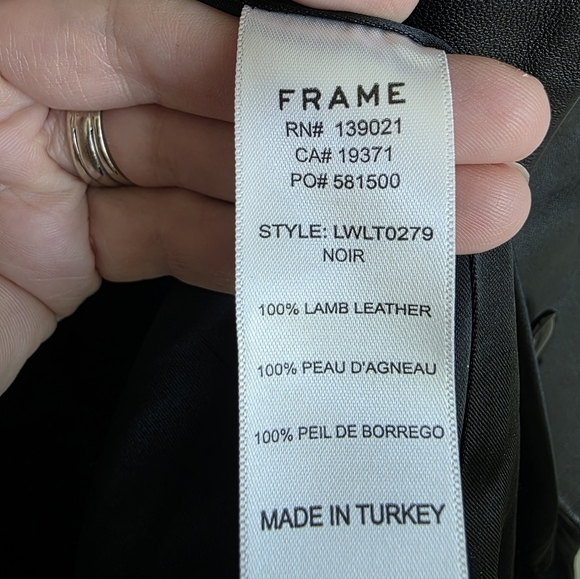 FRAME
RN# 139021
CA# 19371
PO# 581500
STYLE: LWLT0279
NOIR
100% LAMB LEATHER
100% PEAU D'AGNEAU
100% PEIL DE BORREGO
MADE IN TURKEY